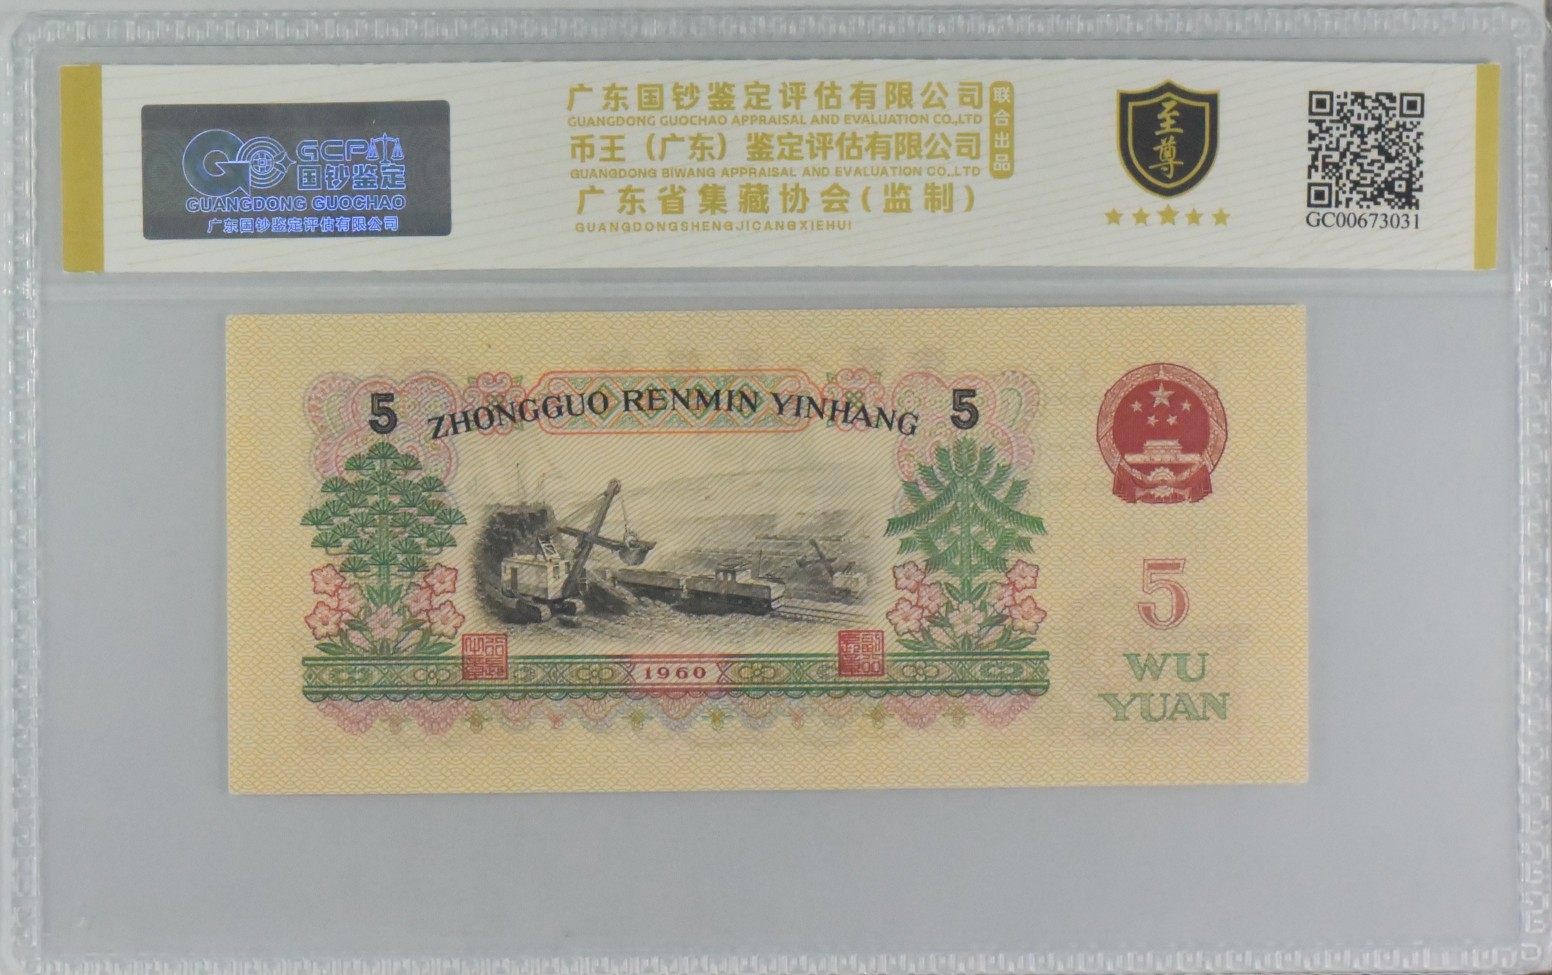 GCP
国钞鉴定
GUANGDONG GUOCHAO
广东国钞鉴定评估有限公司
广东国钞鉴定评估有限公司
GUANGDONG GUOCHAO APPRAISAL AND EVALUATION CO.,LTD
币王（广东）鉴定评估有限公司
GUANGDONG BIWANG APPRAISAL AND EVALUATION CO.,LTD
广东省集藏协会(监制)
GUANGDONGSHENGJICANGXIEHUI
联合出品
至尊
GC00673031
5 ZHONGGUO RENMIN YINHANG 5
1960
5
WU
YUAN